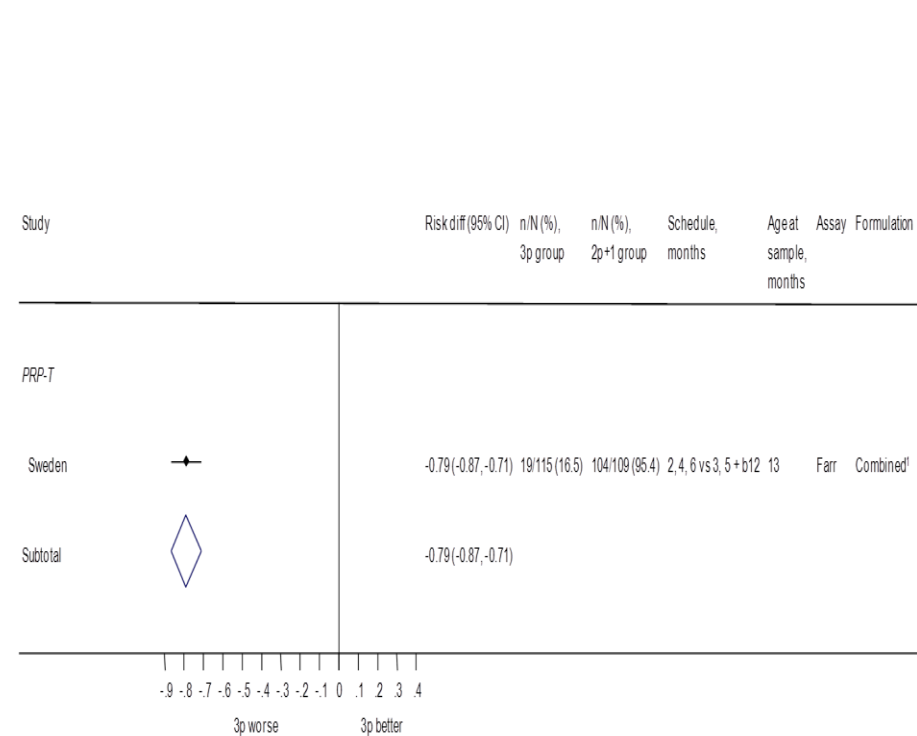 Study Risk diff (95% CI) n/N (%), n/N (%), Schedule, Age at Assay Formulation
3p group 2p+1 group months sample,
months
PRP-T
Sweden -0.79 (-0.87, -0.71) 19/115 (16.5) 104/109 (95.4) 2, 4, 6 vs 3, 5 + b12 13 Farr Combined¹
Subtotal -0.79 (-0.87, -0.71)
-.9 -.8 -.7 -.6 -.5 -.4 -.3 -.2 -.1 0 .1 .2 .3 .4
3p worse 3p better